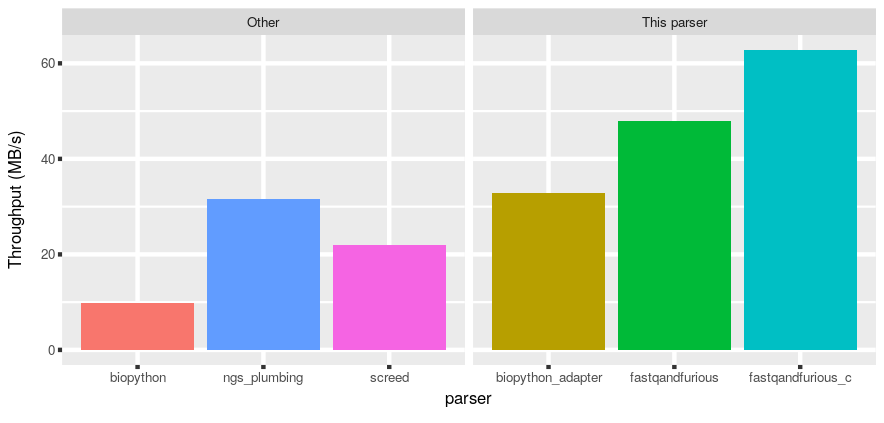 Other
This parser
Throughput (MB/s)
60
40
20
0
biopython
ngs_plumbing
screed
biopython_adapter
fastqandfurious
fastqandfurious_c
parser